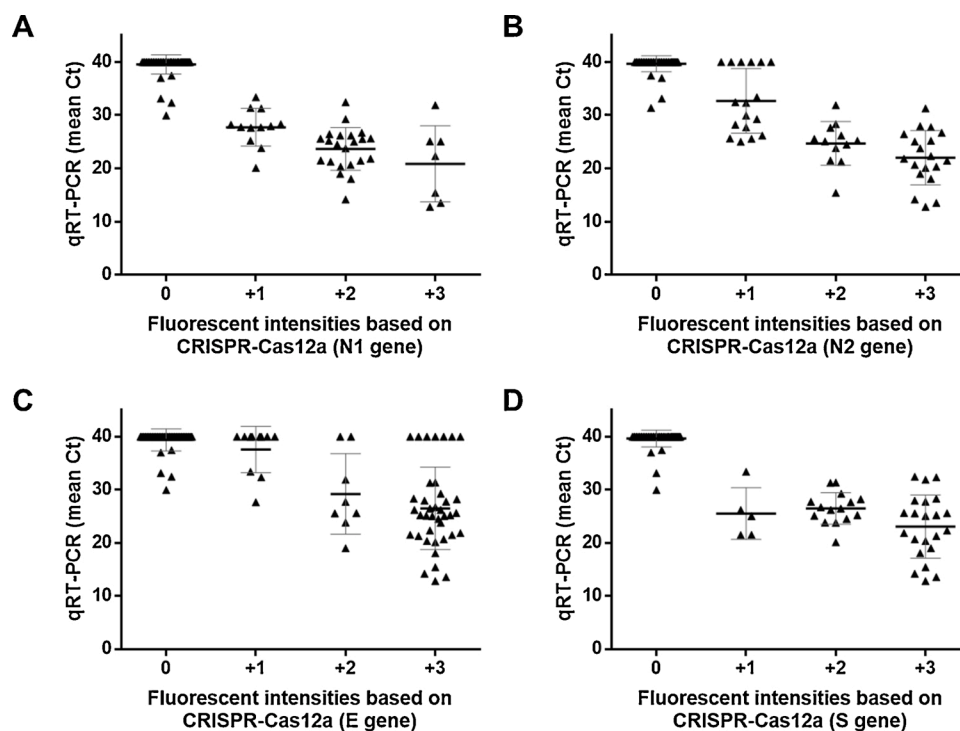 A
qRT-PCR (mean Ct)
40
30
20
10
0
0 +1 +2 +3
Fluorescent intensities based on
CRISPR-Cas12a (N1 gene)
B
qRT-PCR (mean Ct)
40
30
20
10
0
0 +1 +2 +3
Fluorescent intensities based on
CRISPR-Cas12a (N2 gene)
C
qRT-PCR (mean Ct)
40
30
20
10
0
0 +1 +2 +3
Fluorescent intensities based on
CRISPR-Cas12a (E gene)
D
qRT-PCR (mean Ct)
40
30
20
10
0
0 +1 +2 +3
Fluorescent intensities based on
CRISPR-Cas12a (S gene)